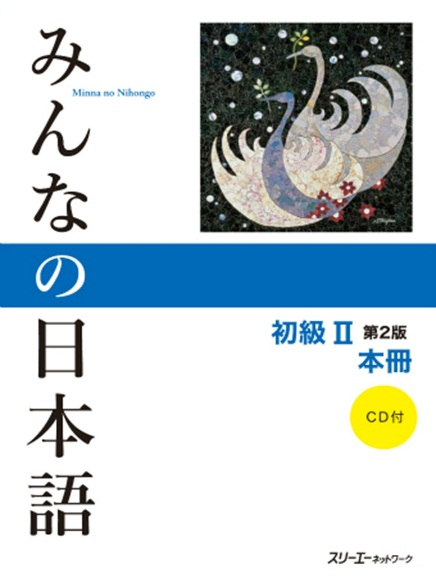 みんなの日本語
Minna no Nihongo
初級 Ⅱ 第2版
本冊
CD付
スリーエーネットワーク